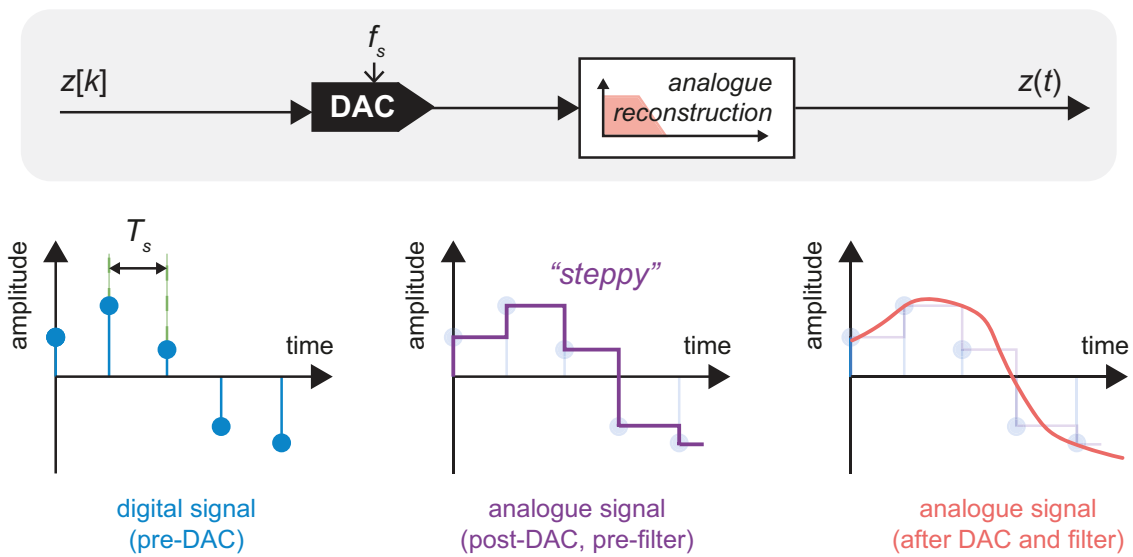 f_s
z[k]
DAC
analogue
reconstruction
z(t)
amplitude
T_s
time
digital signal
(pre-DAC)
amplitude
“steppy”
time
analogue signal
(post-DAC, pre-filter)
amplitude
time
analogue signal
(after DAC and filter)